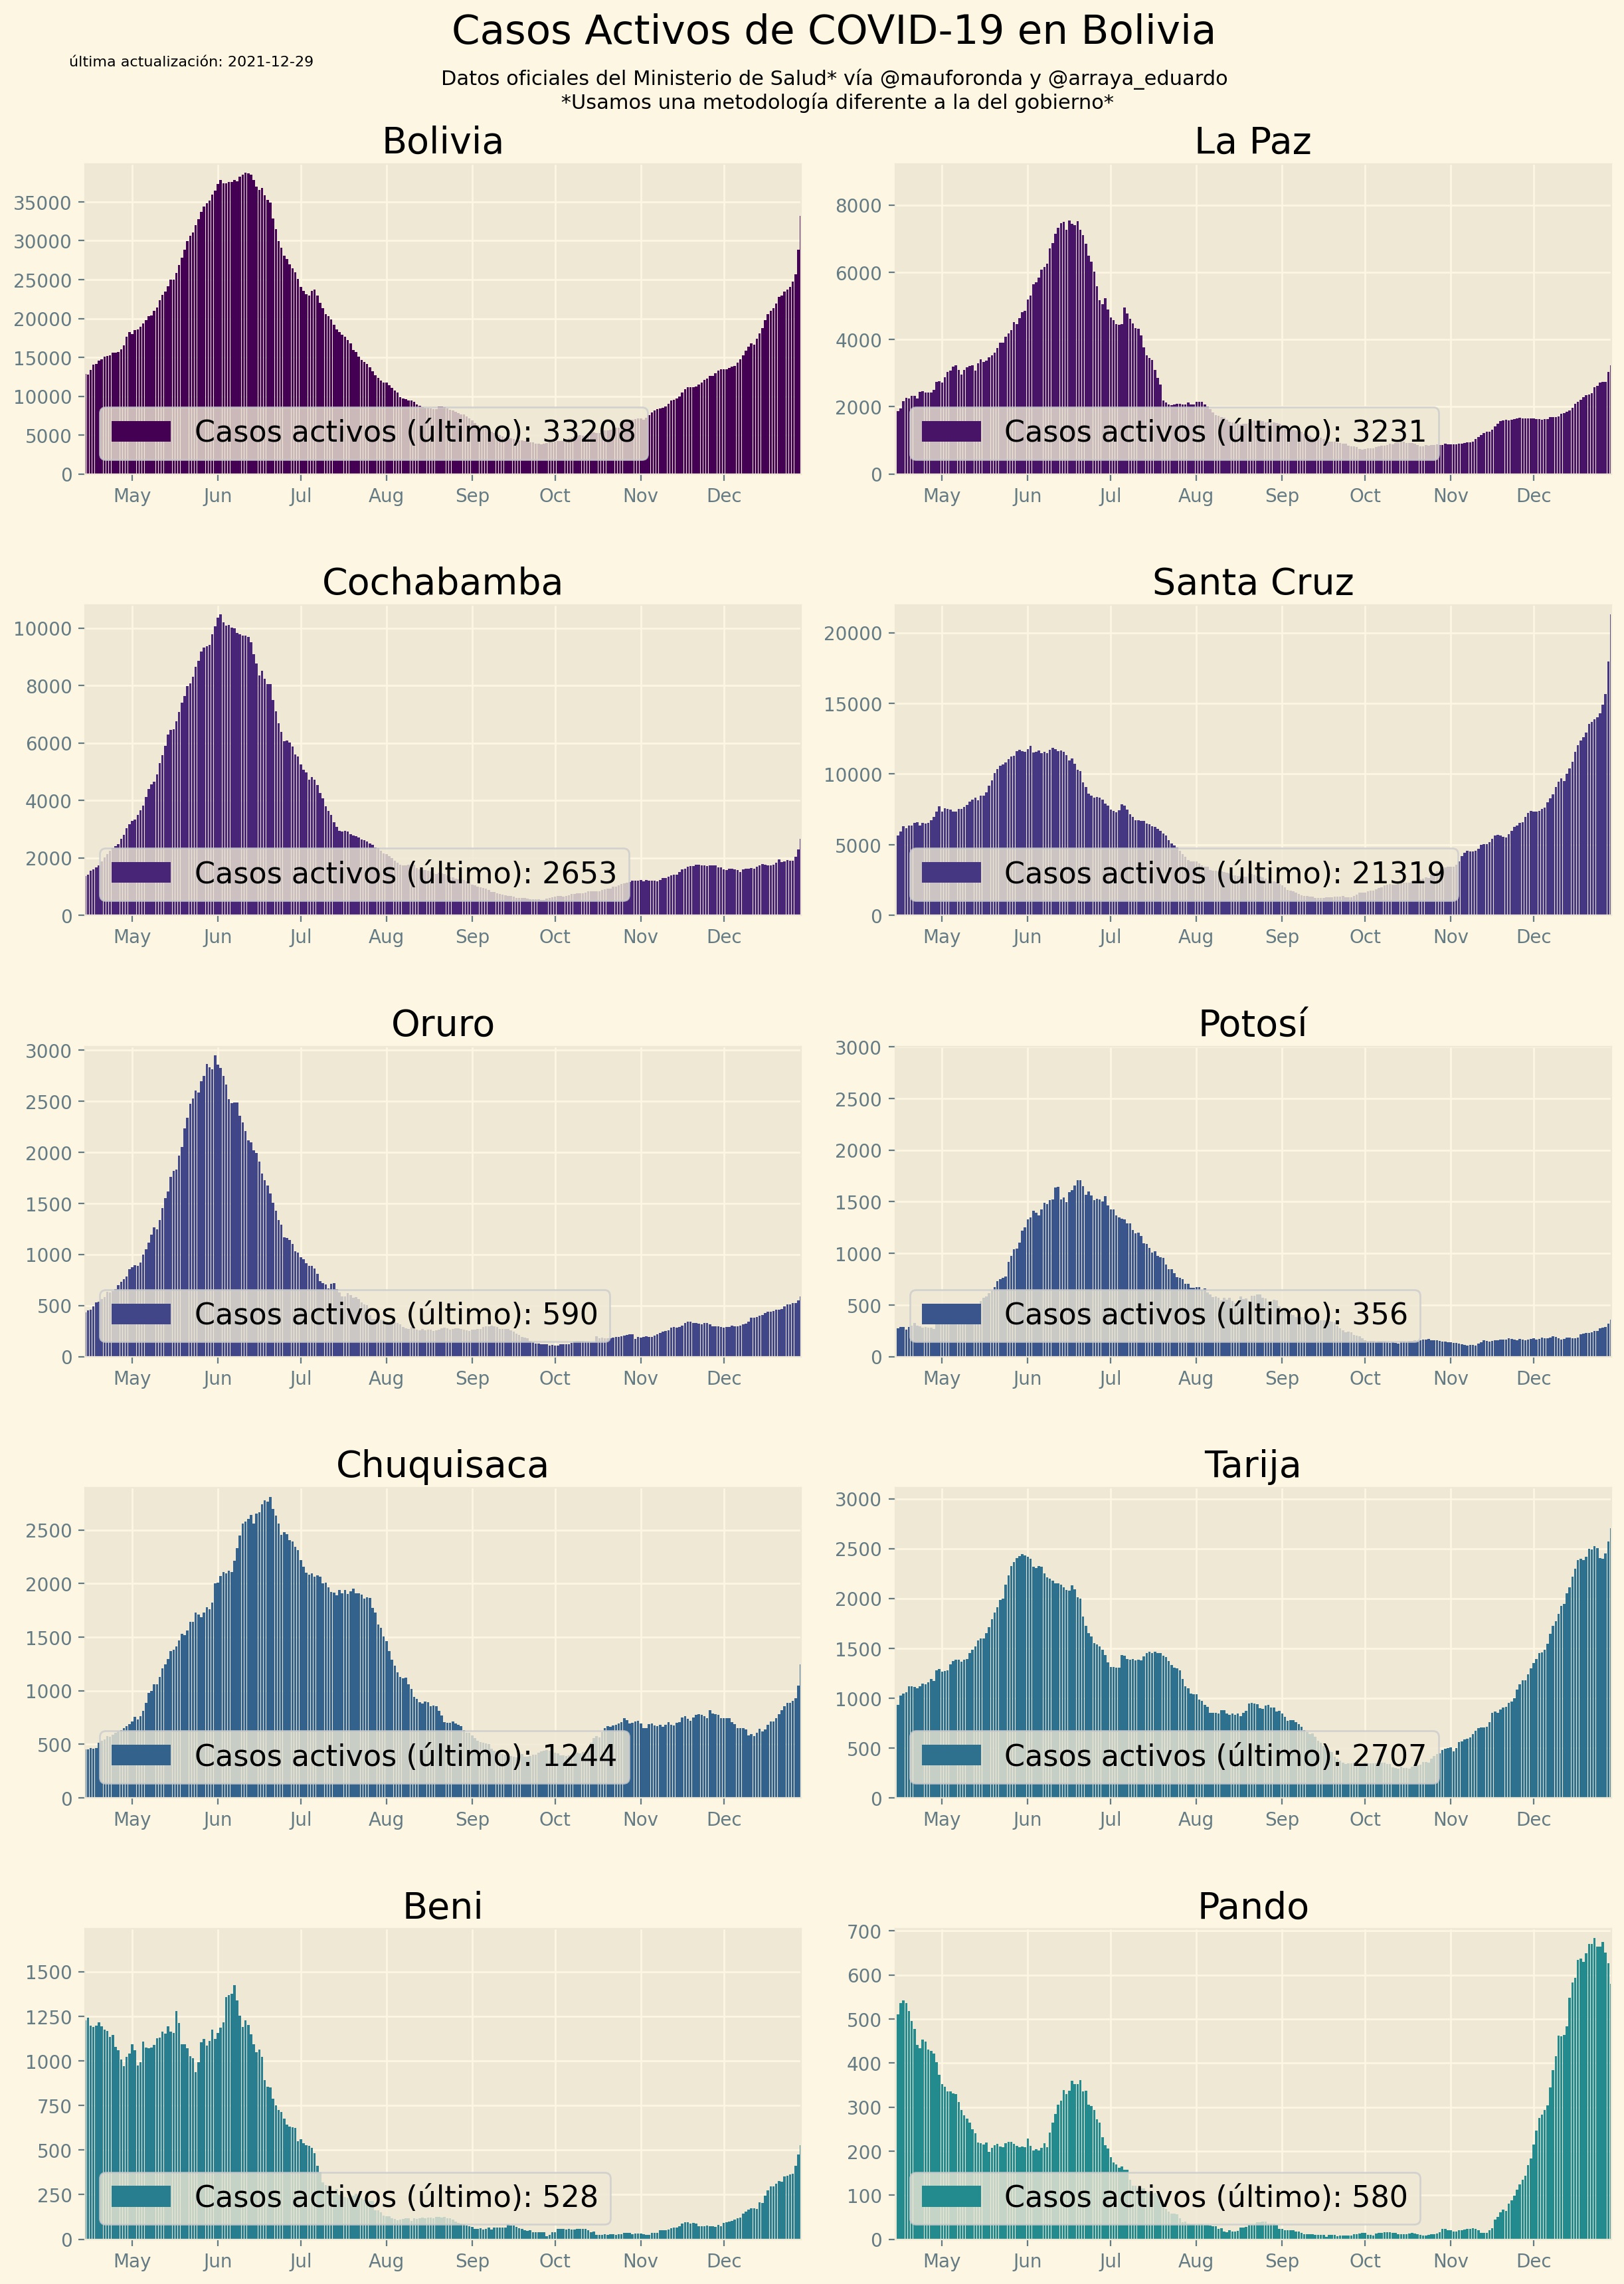 Casos Activos de COVID-19 en Bolivia
última actualización: 2021-12-29
Datos oficiales del Ministerio de Salud* vía @mauforonda y @arraya_eduardo
*Usamos una metodología diferente a la del gobierno*
Bolivia
35000
30000
25000
20000
15000
10000
5000
0
Casos activos (último): 33208
May Jun Jul Aug Sep Oct Nov Dec
La Paz
8000
6000
4000
2000
0
Casos activos (último): 3231
May Jun Jul Aug Sep Oct Nov Dec
Cochabamba
10000
8000
6000
4000
2000
0
Casos activos (último): 2653
May Jun Jul Aug Sep Oct Nov Dec
Santa Cruz
20000
15000
10000
5000
0
Casos activos (último): 21319
May Jun Jul Aug Sep Oct Nov Dec
Oruro
3000
2500
2000
1500
1000
500
0
Casos activos (último): 590
May Jun Jul Aug Sep Oct Nov Dec
Potosí
3000
2500
2000
1500
1000
500
0
Casos activos (último): 356
May Jun Jul Aug Sep Oct Nov Dec
Chuquisaca
2500
2000
1500
1000
500
0
Casos activos (último): 1244
May Jun Jul Aug Sep Oct Nov Dec
Tarija
3000
2500
2000
1500
1000
500
0
Casos activos (último): 2707
May Jun Jul Aug Sep Oct Nov Dec
Beni
1500
1250
1000
750
500
250
0
Casos activos (último): 528
May Jun Jul Aug Sep Oct Nov Dec
Pando
700
600
500
400
300
200
100
0
Casos activos (último): 580
May Jun Jul Aug Sep Oct Nov Dec